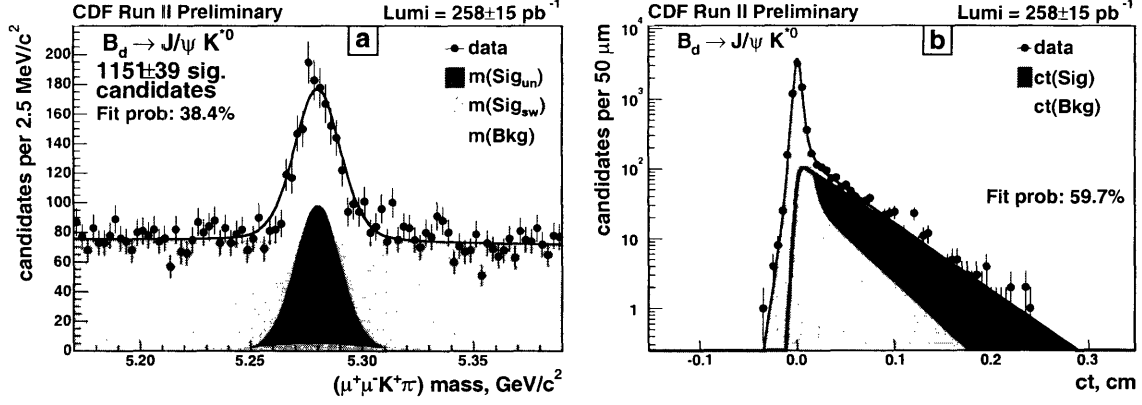 CDF Run II Preliminary Lumi = 258±15 pb⁻¹
B_d → J/ψ K*⁰
a
1151±39 sig.
candidates
Fit prob: 38.4%
data
m(Sig_un)
m(Sig_sw)
m(Bkg)
candidates per 2.5 MeV/c²
220
200
180
160
140
120
100
80
60
40
20
0
5.20 5.25 5.30 5.35
(μ⁺μ⁻K⁺π⁻) mass, GeV/c²
CDF Run II Preliminary Lumi = 258±15 pb⁻¹
B_d → J/ψ K*⁰
b
data
ct(Sig)
ct(Bkg)
Fit prob: 59.7%
candidates per 50 μm
10⁴
10³
10²
10
1
-0.1 0.0 0.1 0.2 0.3
ct, cm